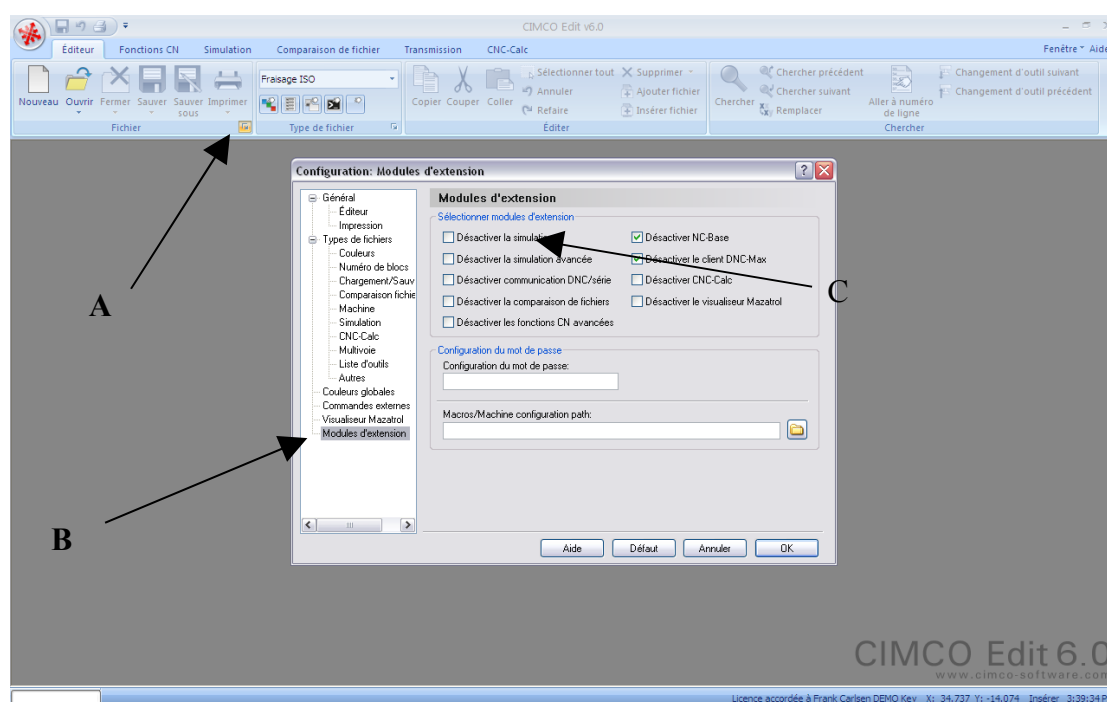 CIMCO Edit v6.0
Éditeur Fonctions CN Simulation Comparaison de fichier Transmission CNC-Calc Fenêtre Aide
Nouveau Ouvrir Fermer Sauver Sauver sous Imprimer
Fichier
Fraisage ISO
Type de fichier
Copier Couper Coller
Sélectionner tout Supprimer
Annuler Ajouter fichier
Refaire Insérer fichier
Éditer
Chercher
Chercher précédent
Chercher suivant
Remplacer
Aller à numéro
de ligne
Changement d'outil suivant
Changement d'outil précédent
Chercher
Configuration: Modules d'extension
Général
Éditeur
Impression
Types de fichiers
Couleurs
Numéro de blocs
Chargement/Sauv
Comparaison fichie
Machine
Simulation
CNC-Calc
Multivoie
Liste d'outils
Autres
Couleurs globales
Commandes externes
Visualiseur Mazatrol
Modules d'extension
Modules d'extension
Sélectionner modules d'extension
Désactiver la simulation Désactiver NC-Base
Désactiver la simulation avancée Désactiver le client DNC-Max
Désactiver communication DNC/série Désactiver CNC-Calc
Désactiver la comparaison de fichiers Désactiver le visualiseur Mazatrol
Désactiver les fonctions CN avancées
Configuration du mot de passe
Configuration du mot de passe:
Macros/Machine configuration path:
Aide Défaut Annuler OK
A
B
C
CIMCO Edit 6.0
www.cimco-software.com
Licence accordée à Frank Carlsen DEMO Key X: 34.737 Y: -14.074 Insérer 3:39:34 P